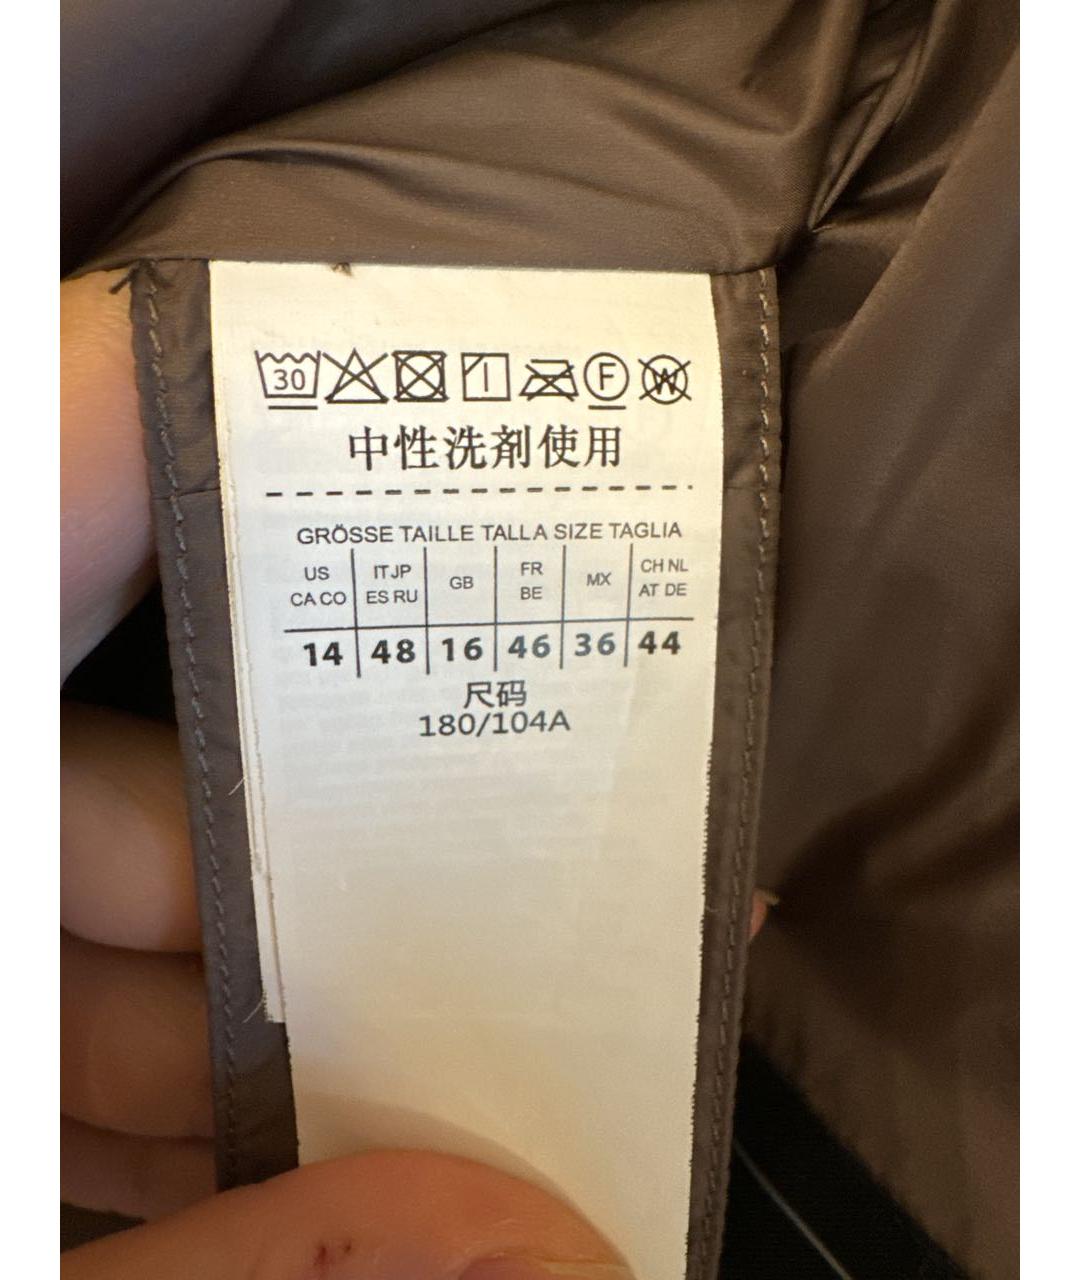 30 F W
中性洗剤使用
GRÖSSE TAILLE TALLA SIZE TAGLIA
US IT JP GB FR MX CH NL
CA CO ES RU BE AT DE
14 48 16 46 36 44
尺码
180/104A